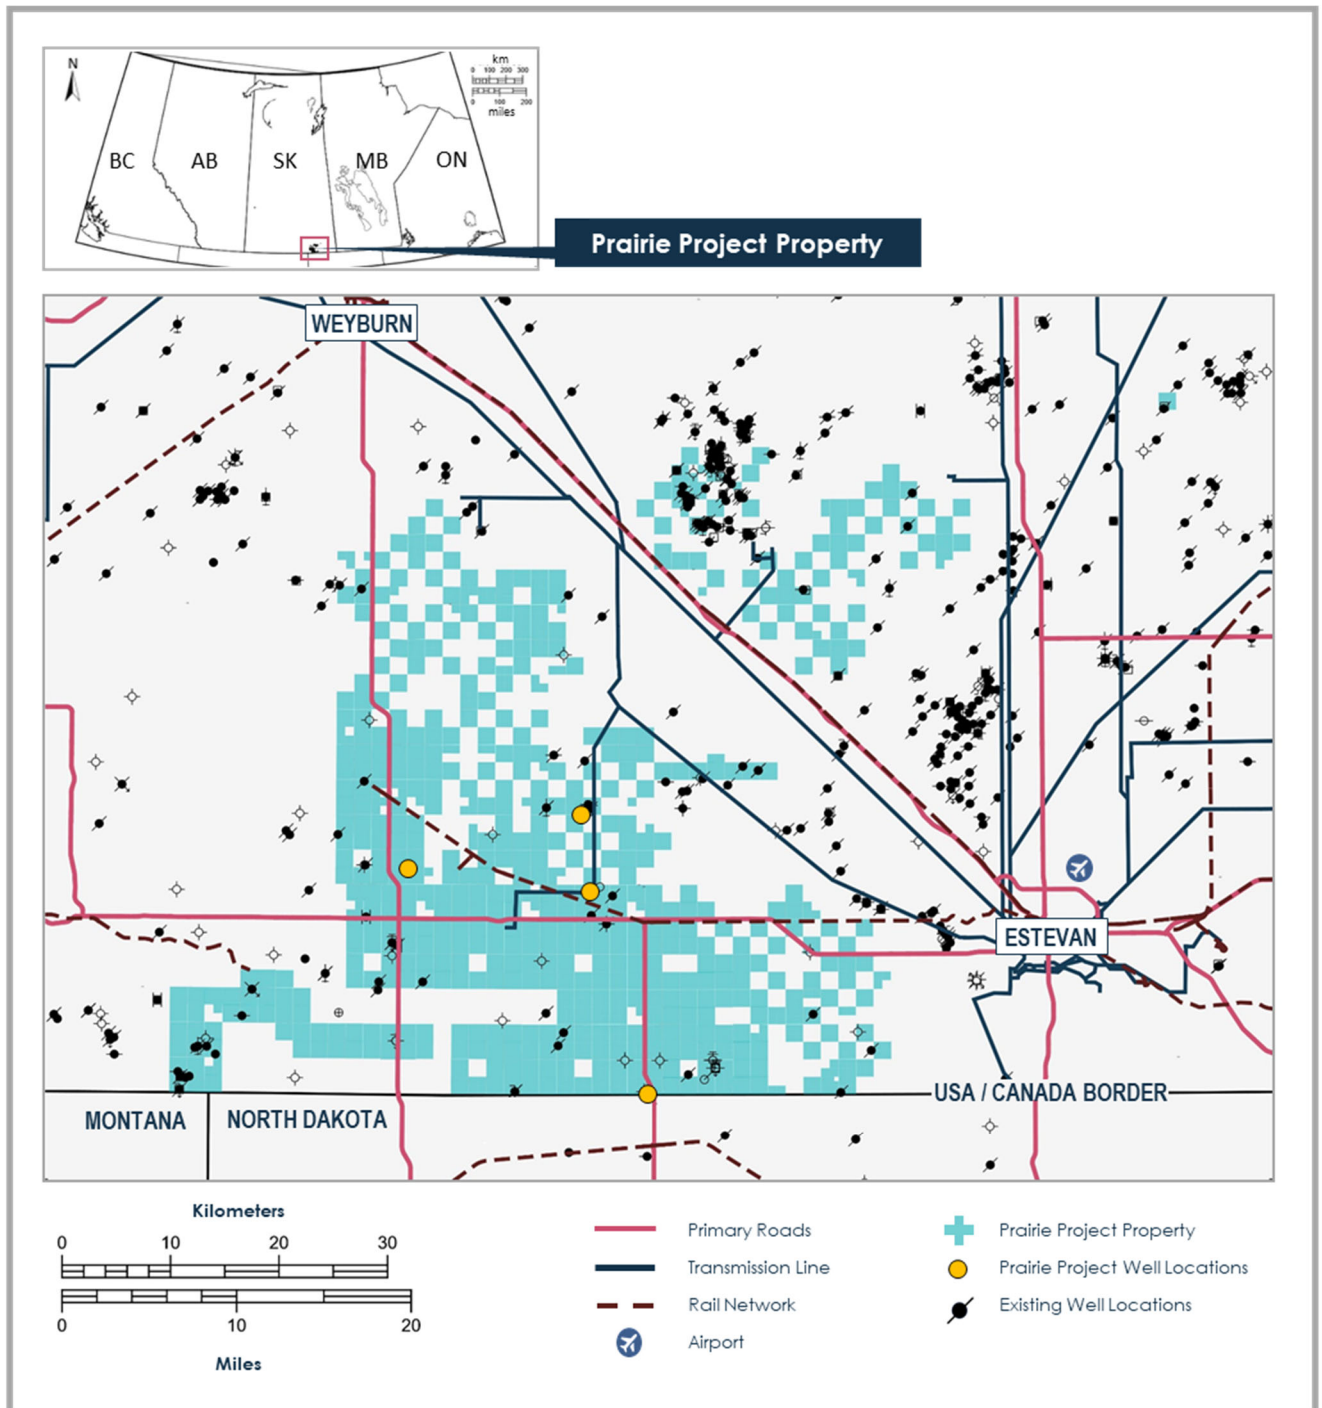 N
km
0 100 200 300
0 100 200
miles
BC AB SK MB ON
Prairie Project Property
WEYBURN
ESTEVAN
USA / CANADA BORDER
MONTANA NORTH DAKOTA
Kilometers
0 10 20 30
0 10 20
Miles
Primary Roads
Transmission Line
Rail Network
Airport
Prairie Project Property
Prairie Project Well Locations
Existing Well Locations